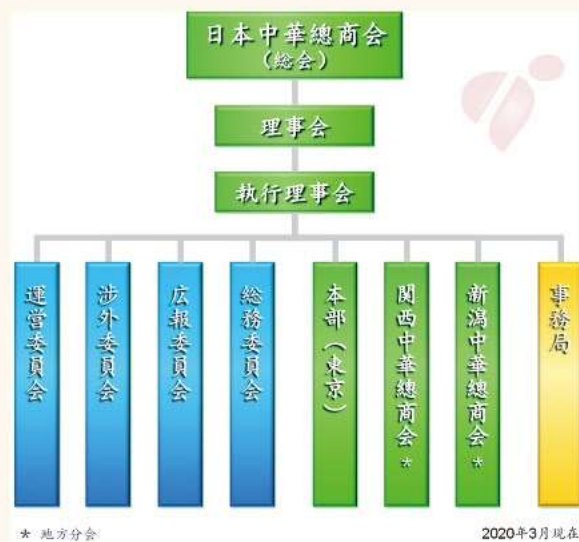 日本中華總商会
（総会）
理事会
執行理事会
運営委員会
渉外委員会
広報委員会
総務委員会
本部（東京）
関西中華總商会*
新潟中華總商会*
事務局
* 地方分会
2020年3月現在